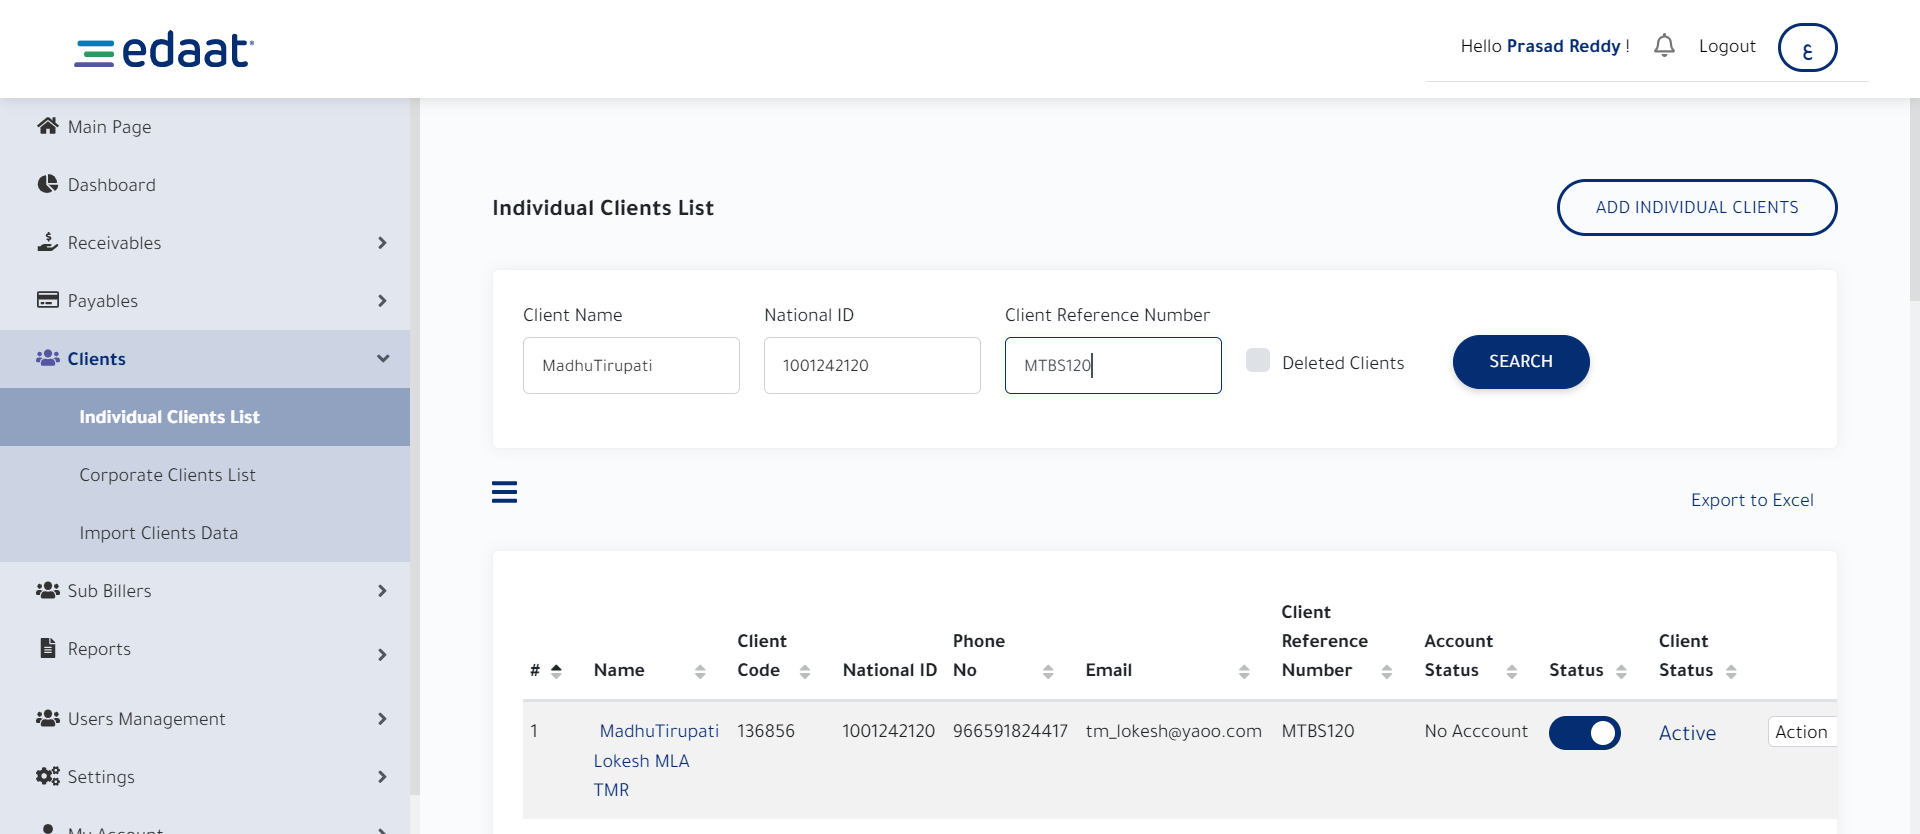 edaat
Hello Prasad Reddy !
Logout
ع
Main Page
Dashboard
Receivables
Payables
Clients
Individual Clients List
Corporate Clients List
Import Clients Data
Sub Billers
Reports
Users Management
Settings
My Account
Individual Clients List
ADD INDIVIDUAL CLIENTS
Client Name
National ID
Client Reference Number
MadhuTirupati
1001242120
MTBS120
Deleted Clients
SEARCH
Export to Excel
#
Name
Client
Code
National ID
Phone
No
Email
Client
Reference
Number
Account
Status
Status
Client
Status
1
MadhuTirupati
Lokesh MLA
TMR
136856
1001242120
966591824417
tm_lokesh@yaoo.com
MTBS120
No Acccount
Active
Action